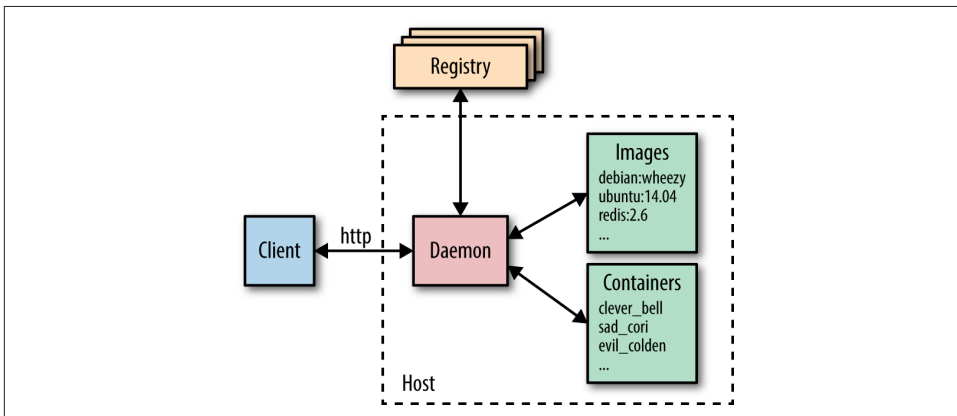 Registry
Images
debian:wheezy
ubuntu:14.04
redis:2.6
...
Client
http
Daemon
Containers
clever_bell
sad_cori
evil_colden
...
Host